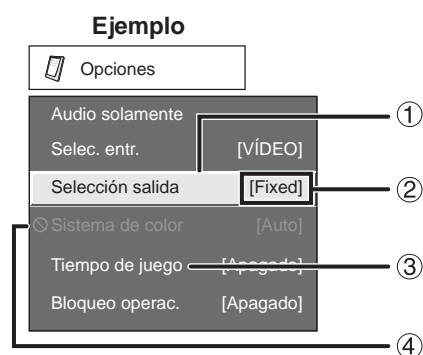 Ejemplo
Opciones
Audio solamente
Selec. entr. [VÍDEO]
Selección salida [Fixed]
Sistema de color [Auto]
Tiempo de juego [Apagado]
Bloqueo operac. [Apagado]
①
②
③
④